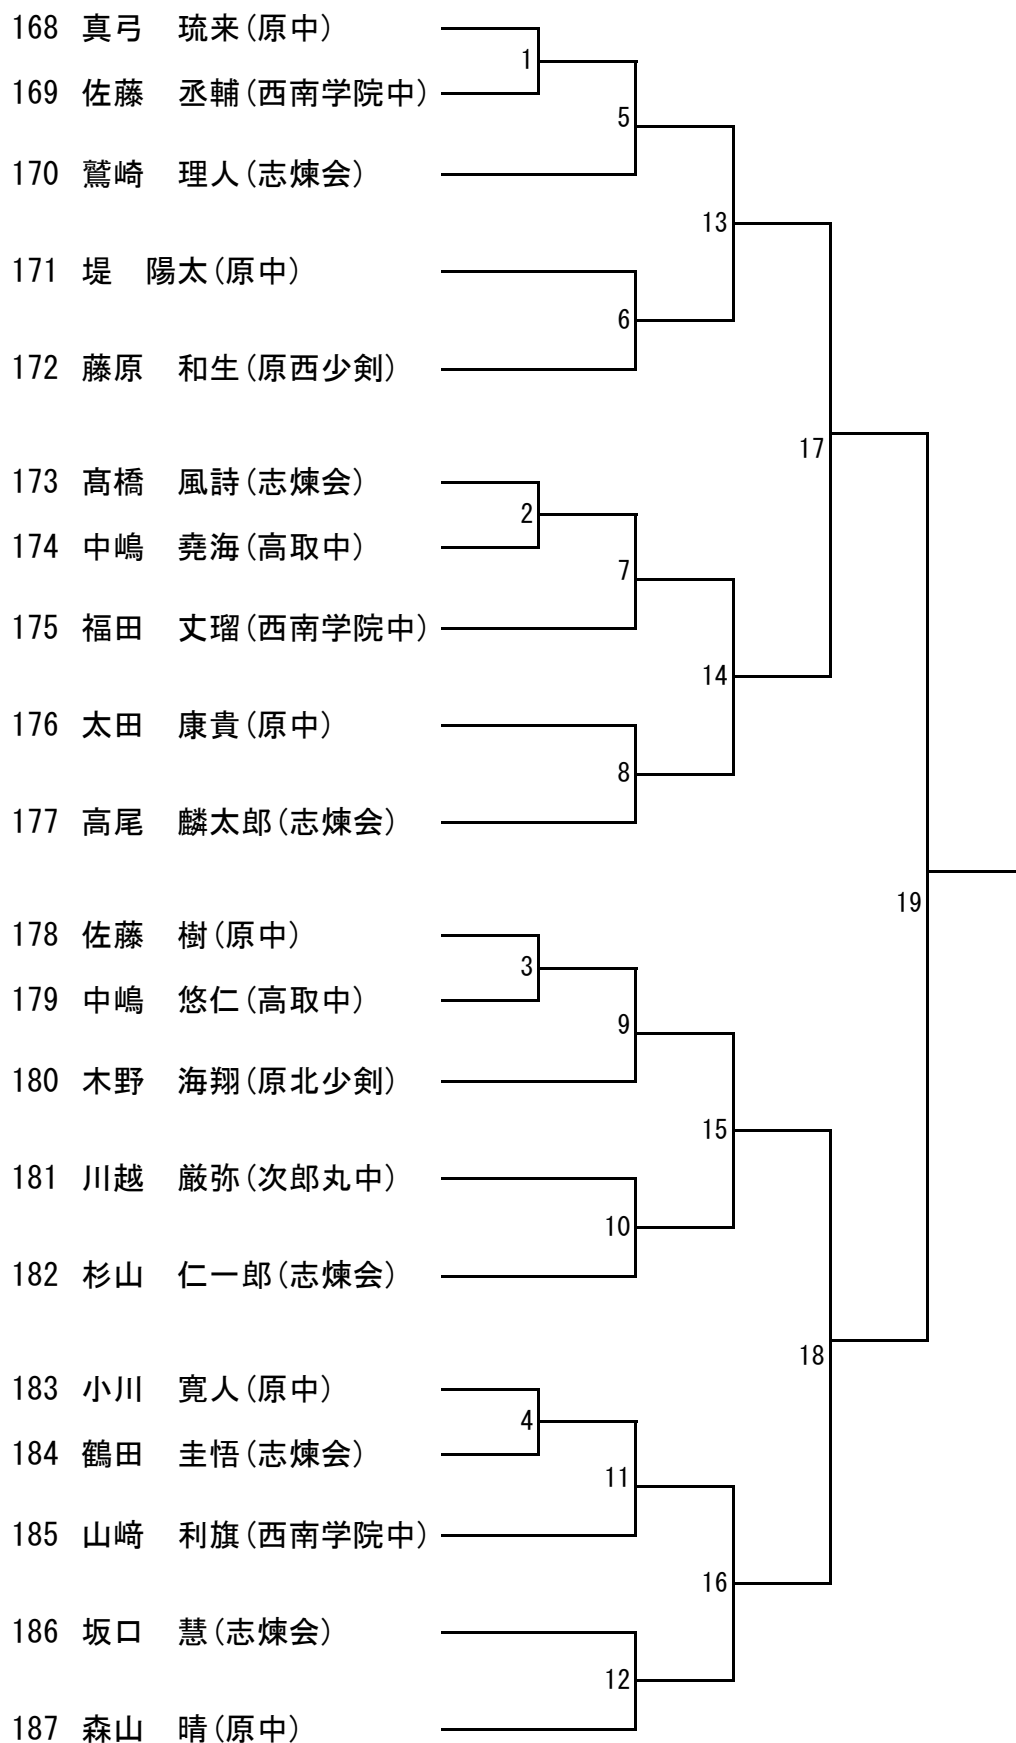 168 真弓　琉来(原中)
1
169 佐藤　丞輔(西南学院中)
5
170 鷲崎　理人(志煉会)
13
171 堤　陽太(原中)
6
172 藤原　和生(原西少剣)
17
173 髙橋　風詩(志煉会)
2
174 中嶋　堯海(高取中)
7
175 福田　丈瑠(西南学院中)
14
176 太田　康貴(原中)
8
177 高尾　麟太郎(志煉会)
19
178 佐藤　樹(原中)
3
179 中嶋　悠仁(高取中)
9
180 木野　海翔(原北少剣)
15
181 川越　厳弥(次郎丸中)
10
182 杉山　仁一郎(志煉会)
18
183 小川　寛人(原中)
4
184 鶴田　圭悟(志煉会)
11
185 山﨑　利旗(西南学院中)
16
186 坂口　慧(志煉会)
12
187 森山　晴(原中)